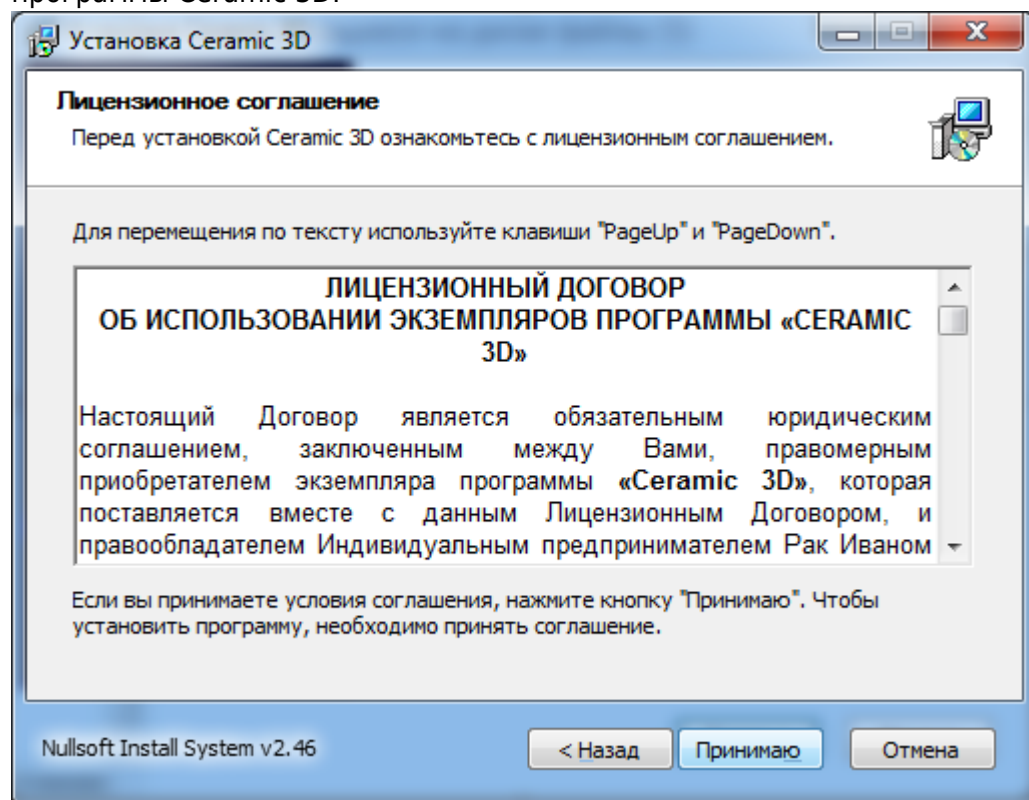 программы Ceramic 3D.
Установка Ceramic 3D
Лицензионное соглашение
Перед установкой Ceramic 3D ознакомьтесь с лицензионным соглашением.
Для перемещения по тексту используйте клавиши "PageUp" и "PageDown".
ЛИЦЕНЗИОННЫЙ ДОГОВОР
ОБ ИСПОЛЬЗОВАНИИ ЭКЗЕМПЛЯРОВ ПРОГРАММЫ «CERAMIC
3D»
Настоящий Договор является обязательным юридическим
соглашением, заключенным между Вами, правомерным
приобретателем экземпляра программы «Ceramic 3D», которая
поставляется вместе с данным Лицензионным Договором, и
правообладателем Индивидуальным предпринимателем Рак Иваном
Если вы принимаете условия соглашения, нажмите кнопку "Принимаю". Чтобы
установить программу, необходимо принять соглашение.
Nullsoft Install System v2.46
< Назад
Принимаю
Отмена